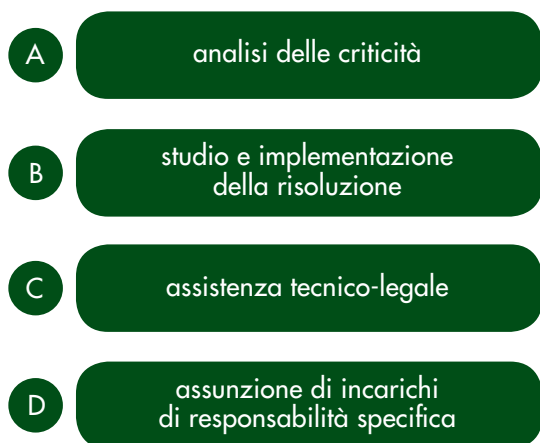 A
analisi delle criticità
B
studio e implementazione
della risoluzione
C
assistenza tecnico-legale
D
assunzione di incarichi
di responsabilità specifica